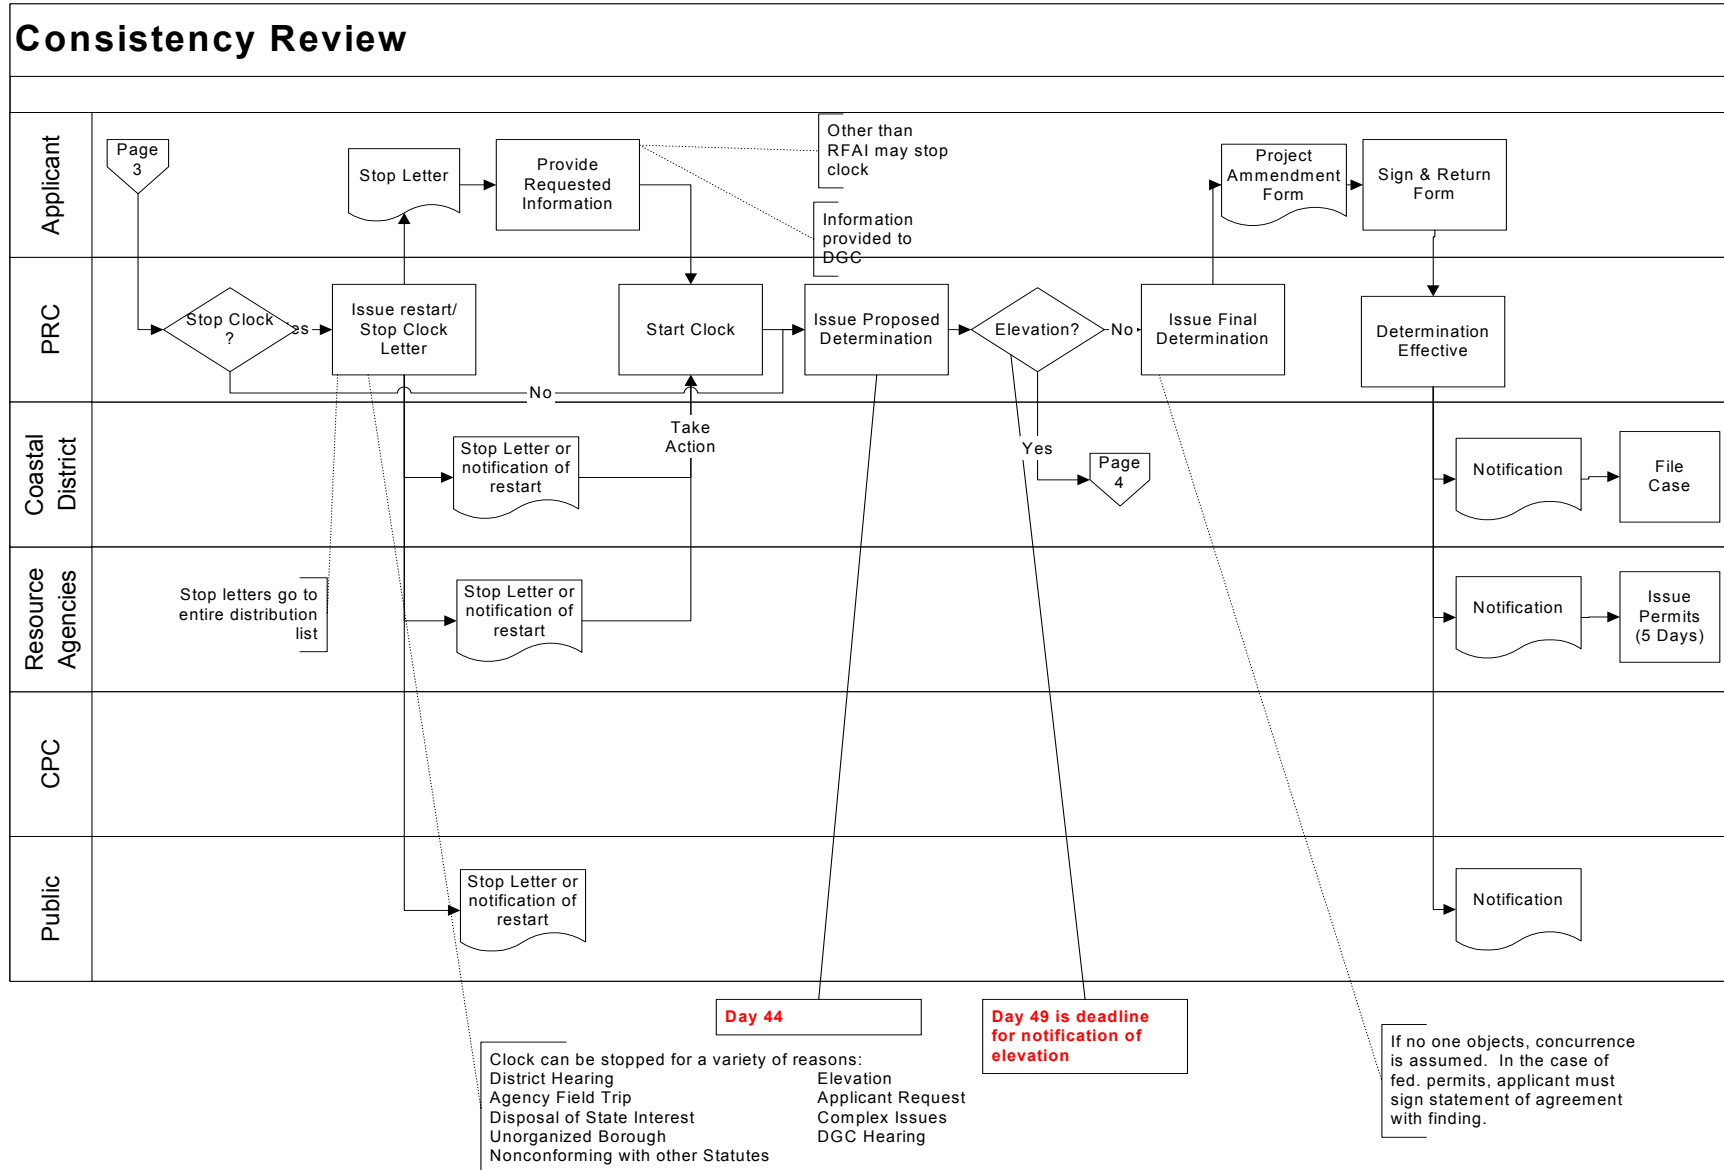 Consistency Review
Applicant
Page
3
Stop Letter
Provide
Requested
Information
Other than
RFAI may stop
clock
Information
provided to
DGC
Project
Ammendment
Form
Sign & Return
Form
PRC
Stop Clock
?
Issue restart/
Stop Clock
Letter
Start Clock
Issue Proposed
Determination
Elevation?
No
Issue Final
Determination
Determination
Effective
No
Coastal
District
Stop Letter or
notification of
restart
Take
Action
Yes
Page
4
Notification
File
Case
Resource
Agencies
Stop letters go to
entire distribution
list
Stop Letter or
notification of
restart
Notification
Issue
Permits
(5 Days)
CPC
Public
Stop Letter or
notification of
restart
Notification
Day 44
Day 49 is deadline
for notification of
elevation
If no one objects, concurrence
is assumed.  In the case of
fed. permits, applicant must
sign statement of agreement
with finding.
Clock can be stopped for a variety of reasons:
District Hearing Elevation
Agency Field Trip Applicant Request
Disposal of State Interest Complex Issues
Unorganized Borough DGC Hearing
Nonconforming with other Statutes